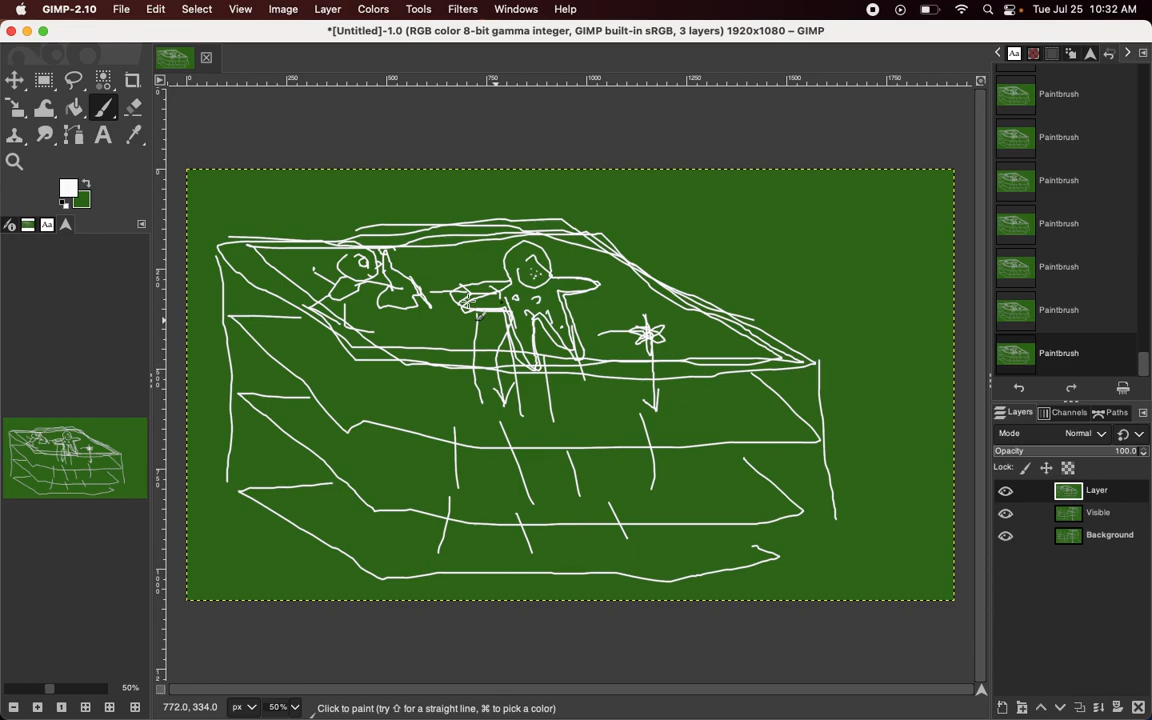 GIMP-2.10 File Edit Select View Image Layer Colors Tools Filters Windows Help Tue Jul 25 10:32 AM
*[Untitled]-1.0 (RGB color 8-bit gamma integer, GIMP built-in sRGB, 3 layers) 1920x1080 – GIMP
Aa
0 250 500 750 1000 1250 1500 1750
Paintbrush
Paintbrush
Paintbrush
Aa
Paintbrush
Paintbrush
Paintbrush
Paintbrush
Layers Channels Paths
Mode Normal
Opacity 100.0
Lock:
Layer
Visible
Background
50%
772.0, 334.0 px 50% Click to paint (try ⇧ for a straight line, ⌘ to pick a color)